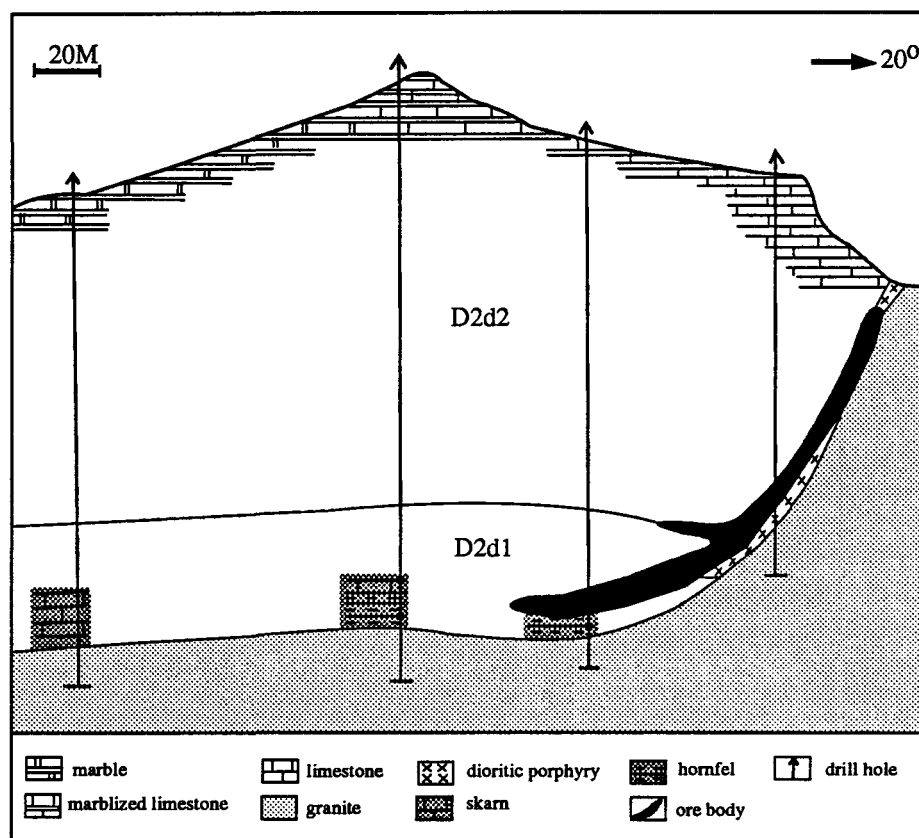 20M
20°
D2d2
D2d1
marble
limestone
dioritic porphyry
hornfel
drill hole
marblized limestone
granite
skarn
ore body